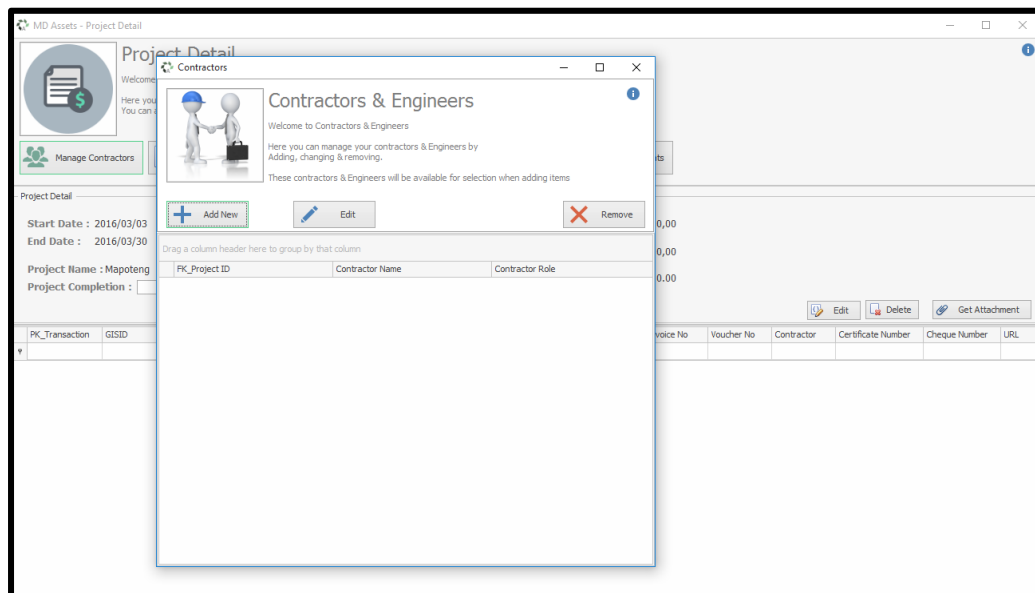 MD Assets - Project Detail
Project Detail
Welcome
Here you
You can
Manage Contractors
Contractors
Contractors & Engineers
Welcome to Contractors & Engineers
Here you can manage your contractors & Engineers by
Adding, changing & removing.
These contractors & Engineers will be available for selection when adding items
Add New
Edit
Remove
Drag a column header here to group by that column
FK_Project ID
Contractor Name
Contractor Role
Project Detail
Start Date : 2016/03/03
End Date : 2016/03/30
Project Name : Mapoteng
Project Completion :
0,00
0,00
0.00
Edit
Delete
Get Attachment
PK_Transaction
GISID
voice No
Voucher No
Contractor
Certificate Number
Cheque Number
URL